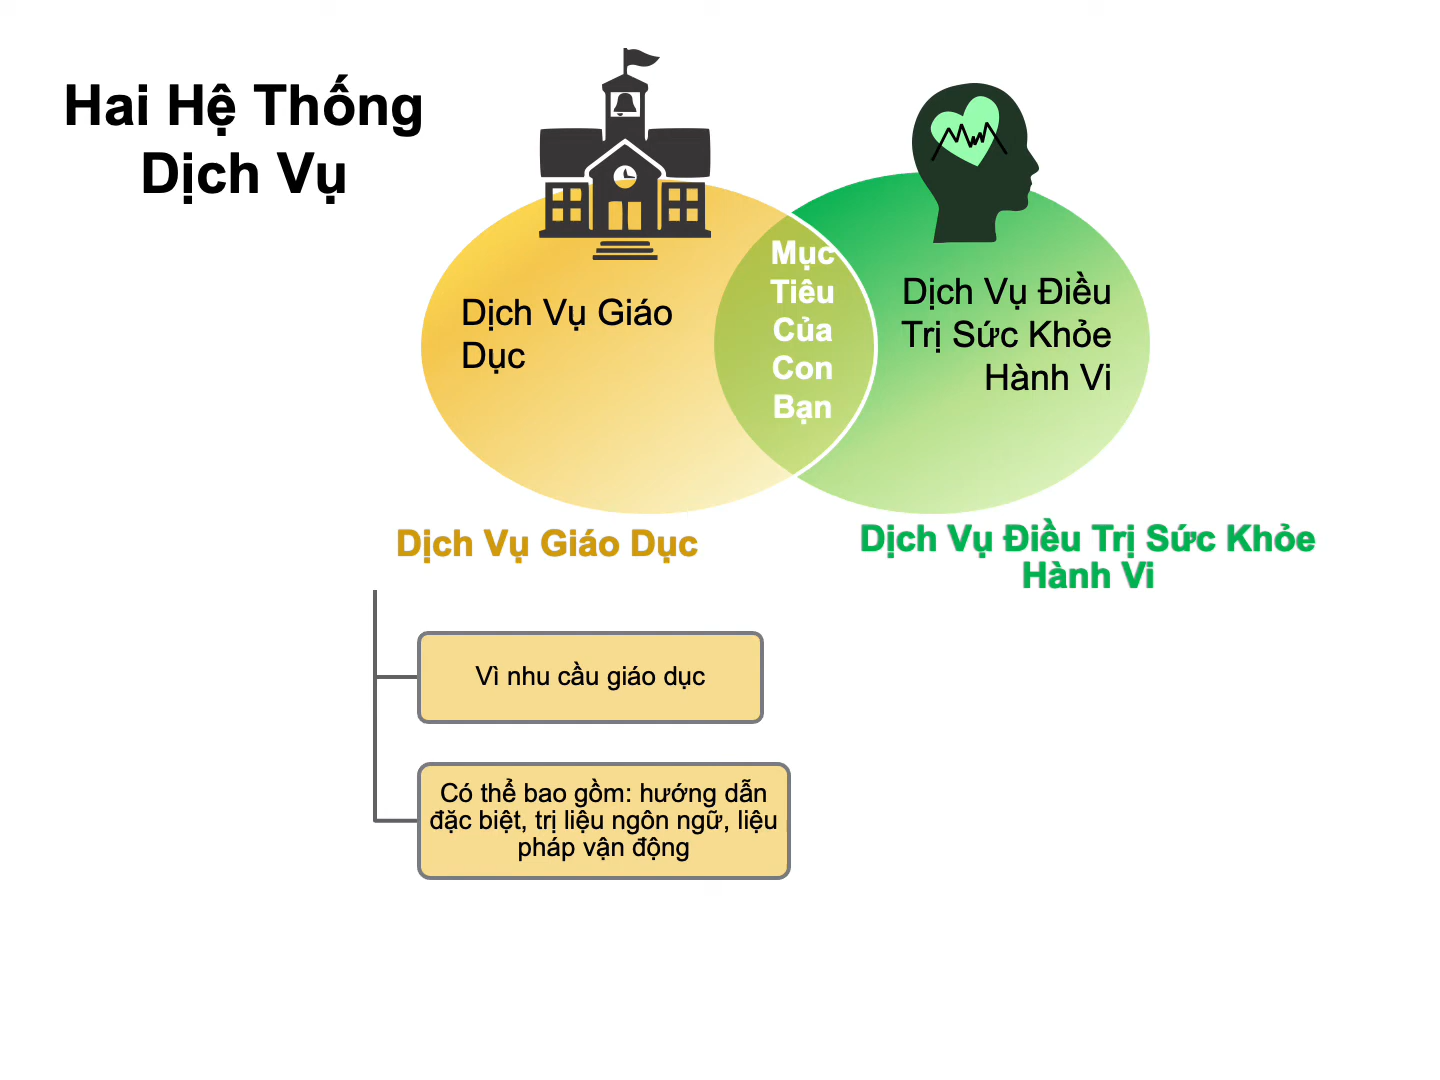 Hai Hệ Thống
Dịch Vụ
Dịch Vụ Giáo
Dục
Mục
Tiêu
Của
Con
Bạn
Dịch Vụ Điều
Trị Sức Khỏe
Hành Vi
Dịch Vụ Giáo Dục
Dịch Vụ Điều Trị Sức Khỏe
Hành Vi
Vì nhu cầu giáo dục
Có thể bao gồm: hướng dẫn
đặc biệt, trị liệu ngôn ngữ, liệu
pháp vận động